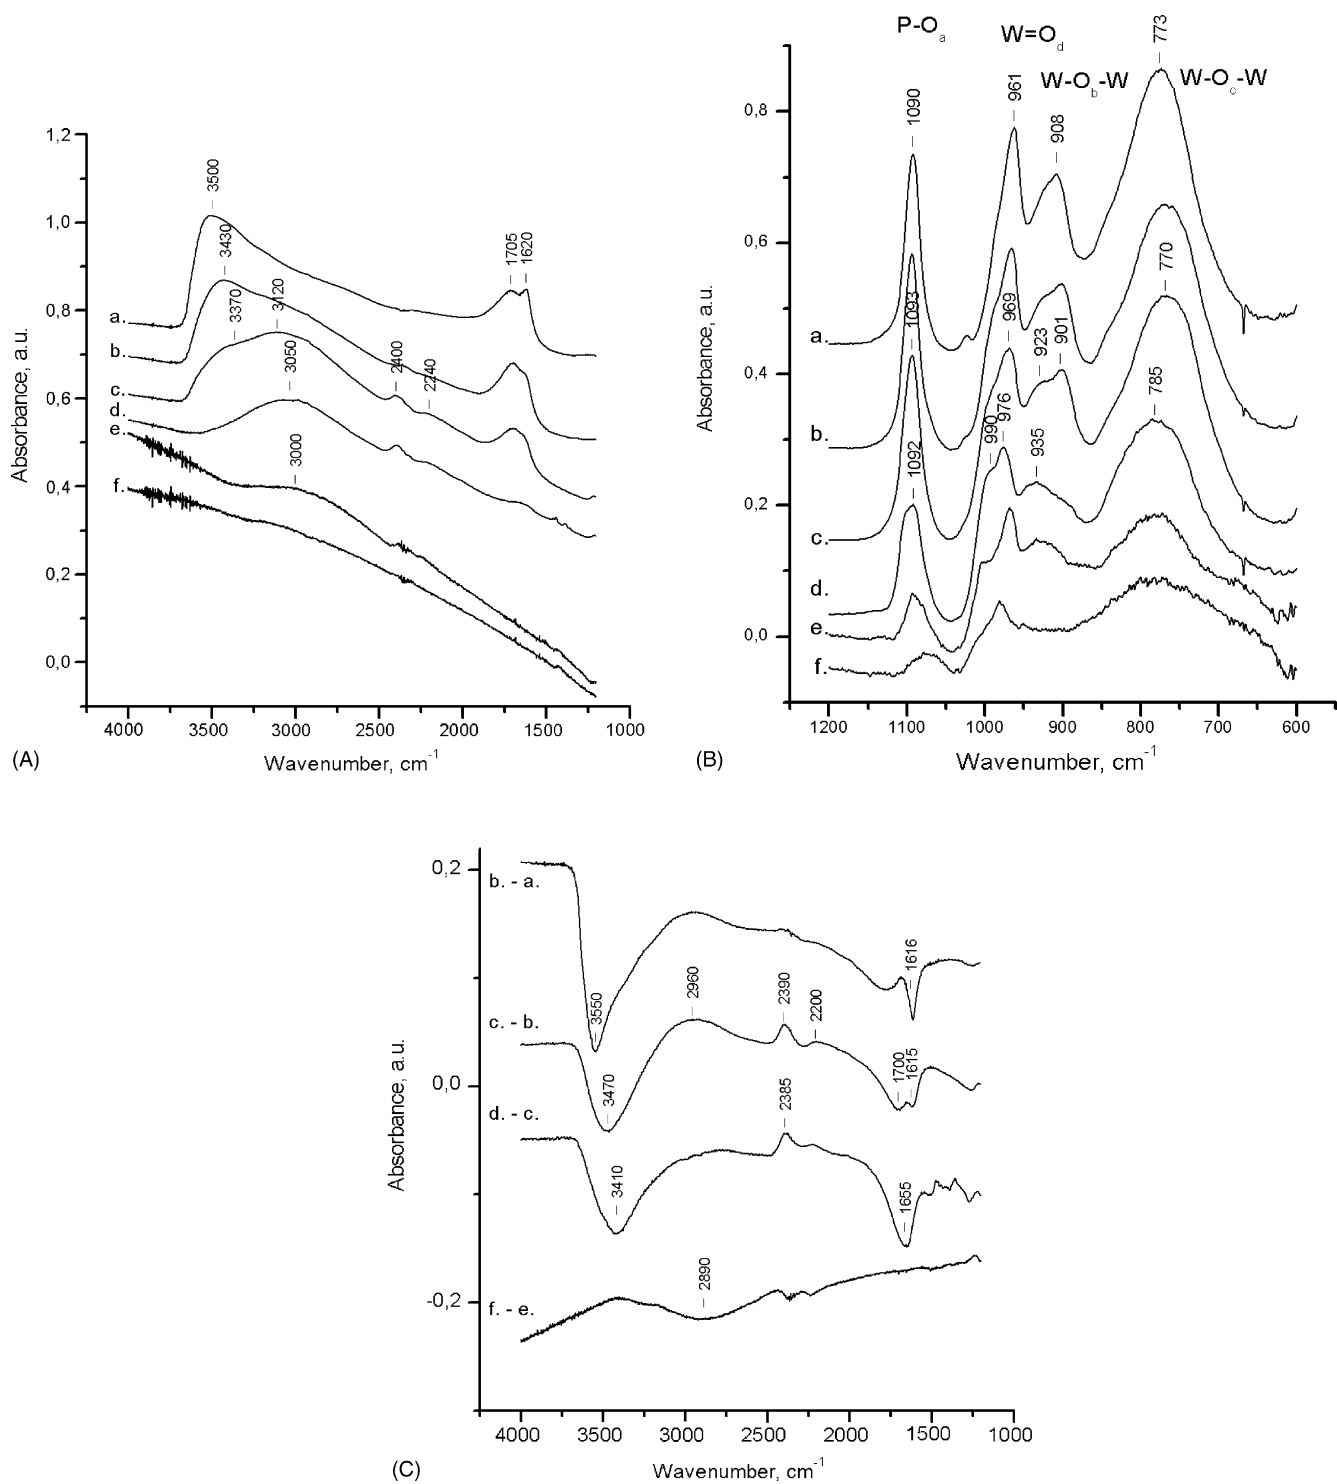 1,2
1,0
0,8
0,6
0,4
0,2
0,0
Absorbance, a.u.
a.
b.
c.
d.
e.
f.
3500
3430
3370
3120
3050
3000
2400
2240
1705
1620
4000 3500 3000 2500 2000 1500 1000
Wavenumber, cm-1
(A)
P-Oa
W=Od
W-Ob-W
W-Oc-W
0,8
0,6
0,4
0,2
0,0
Absorbance, a.u.
a.
b.
c.
d.
e.
f.
1090
1093
1092
961
969
990
976
908
923
901
935
773
770
785
1200 1100 1000 900 800 700 600
Wavenumber, cm-1
(B)
0,2
0,0
-0,2
Absorbance, a.u.
b. - a.
c. - b.
d. - c.
f. - e.
3550
1616
3470
2960
2390
2200
1700
1615
3410
2385
1655
2890
4000 3500 3000 2500 2000 1500 1000
Wavenumber, cm-1
(C)